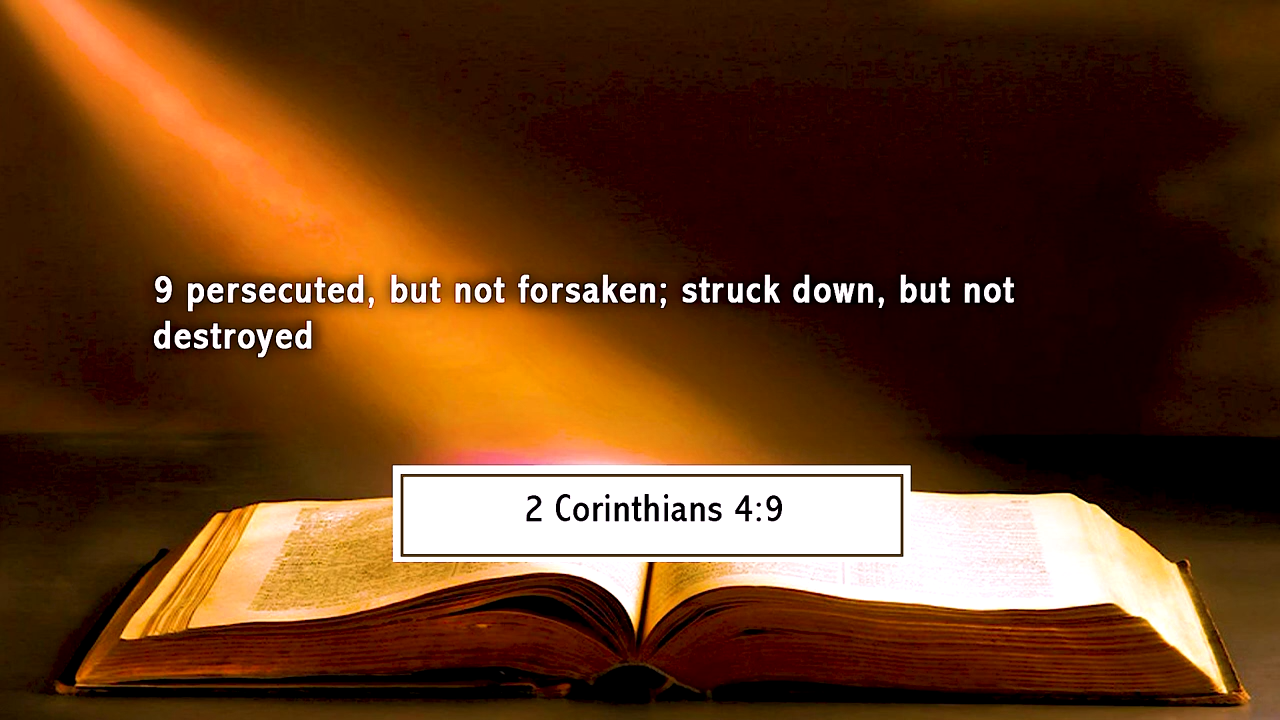 9 persecuted, but not forsaken; struck down, but not
destroyed
2 Corinthians 4:9